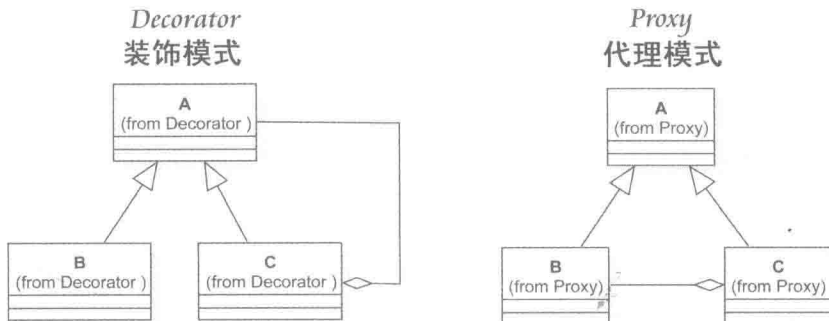 Decorator
装饰模式
A
(from Decorator )
B
(from Decorator )
C
(from Decorator )
Proxy
代理模式
A
(from Proxy)
B
(from Proxy)
C
(from Proxy)